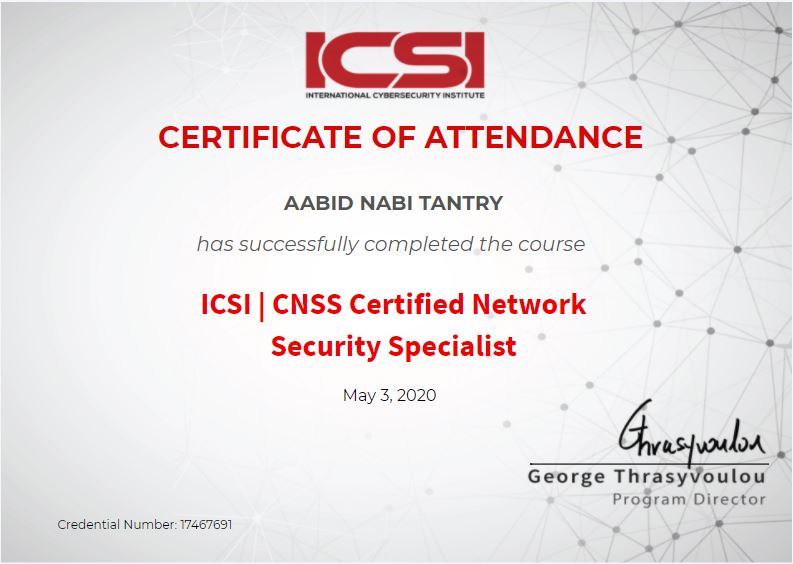 ICSI
INTERNATIONAL CYBERSECURITY INSTITUTE
CERTIFICATE OF ATTENDANCE
AABID NABI TANTRY
has successfully completed the course
ICSI | CNSS Certified Network
Security Specialist
May 3, 2020
Thrasyvoulou
George Thrasyvoulou
Program Director
Credential Number: 17467691